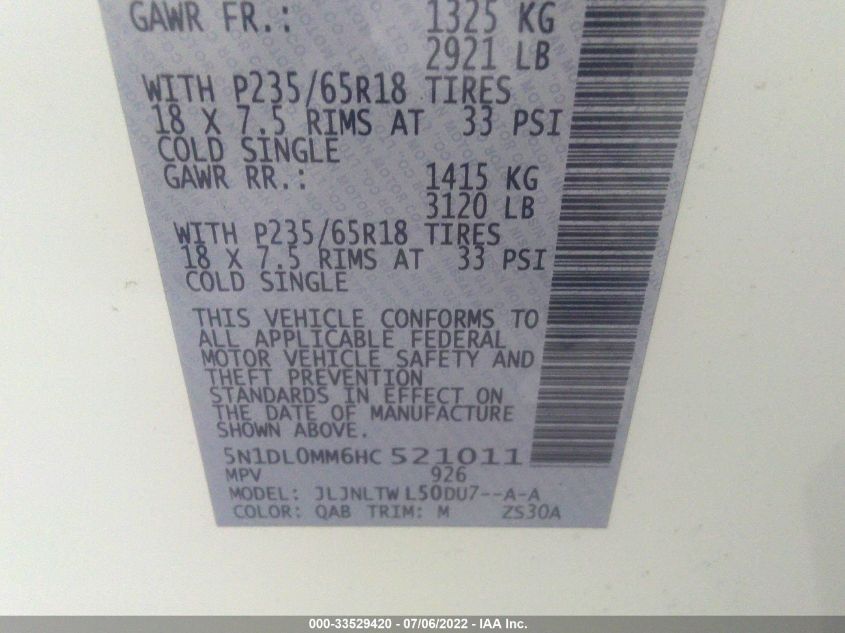 GAWR FR.: 1325 KG
2921 LB
WITH P235/65R18 TIRES
18 X 7.5 RIMS AT 33 PSI
COLD SINGLE
GAWR RR.: 1415 KG
3120 LB
WITH P235/65R18 TIRES
18 X 7.5 RIMS AT 33 PSI
COLD SINGLE
THIS VEHICLE CONFORMS TO
ALL APPLICABLE FEDERAL
MOTOR VEHICLE SAFETY AND
THEFT PREVENTION
STANDARDS IN EFFECT ON
THE DATE OF MANUFACTURE
SHOWN ABOVE.
5N1DL0MM6HC 521011
MPV 926
MODEL: JLJNLTW L50DU7--A-A
COLOR: QAB TRIM: M ZS30A
000-33529420 - 07/06/2022 - IAA Inc.